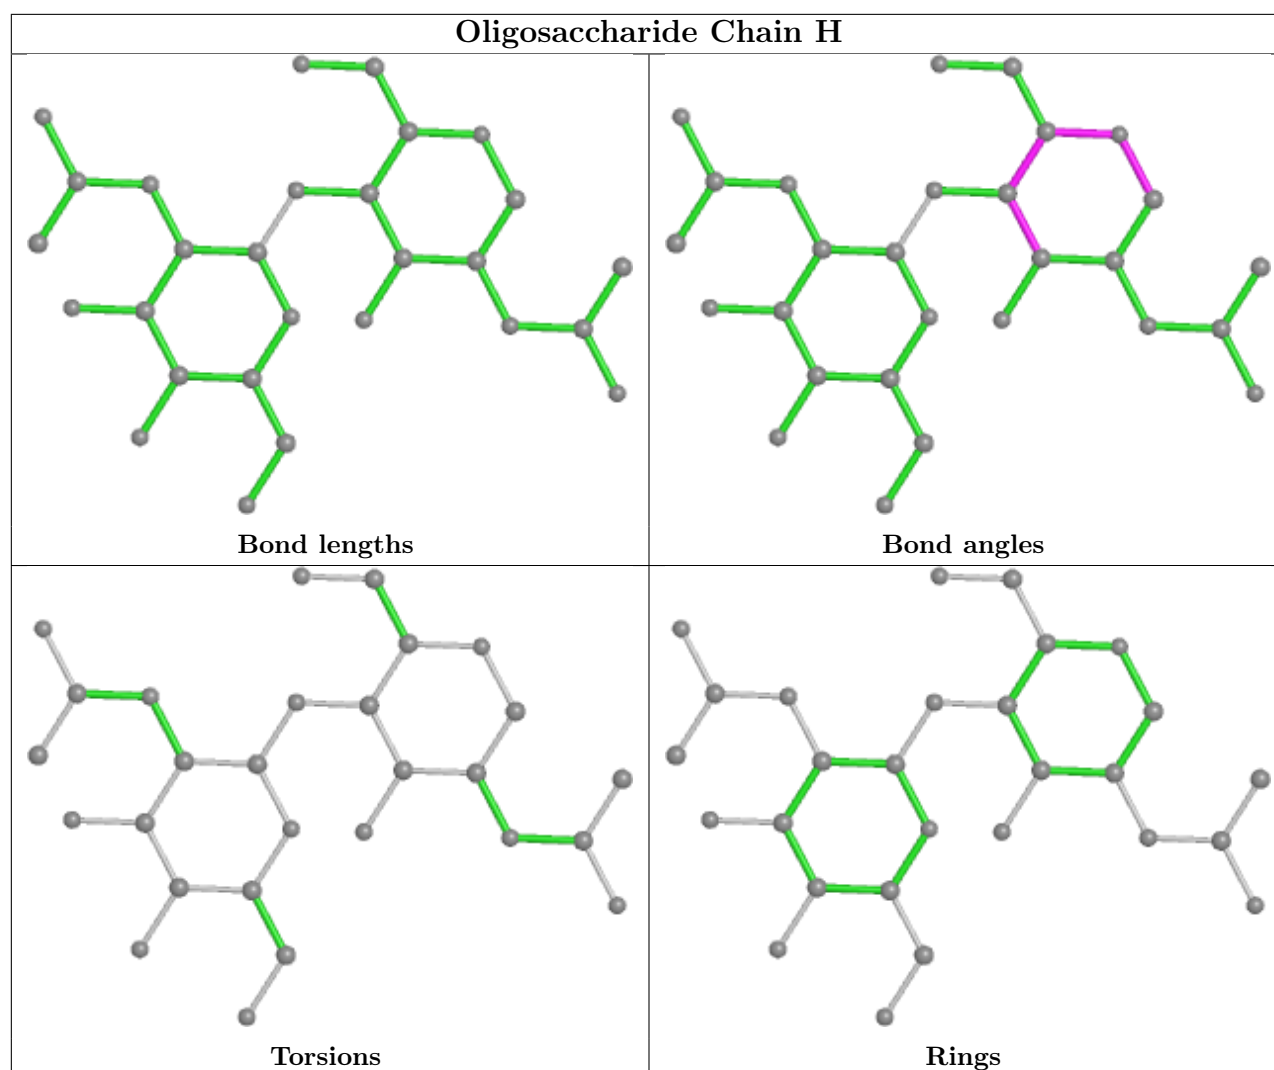 Oligosaccharide Chain H
Bond lengths
Bond angles
Torsions
Rings